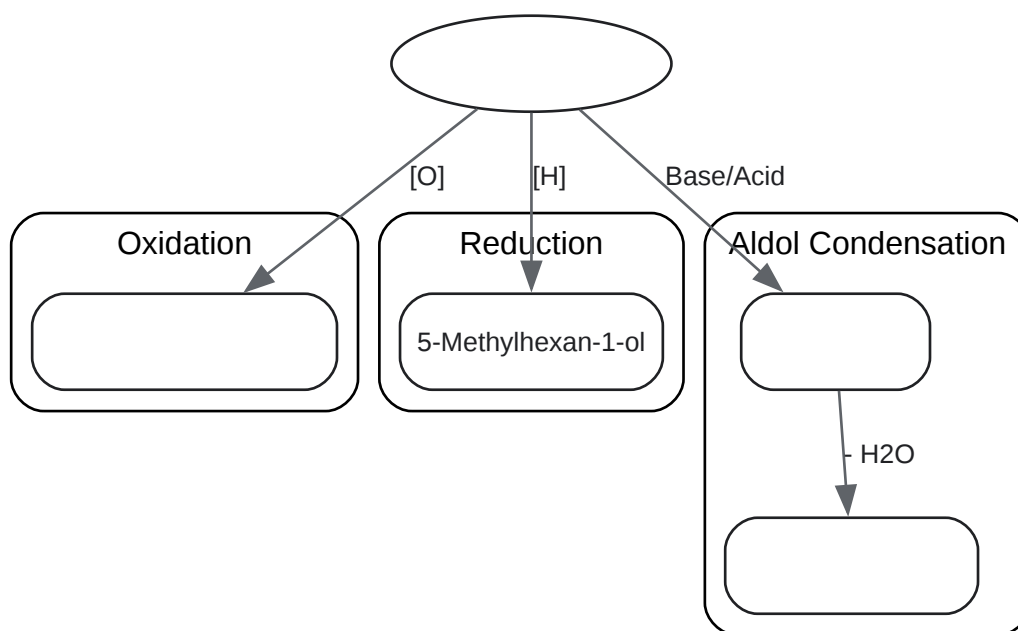 [O]
[H]
Base/Acid
Oxidation
Reduction
Aldol Condensation
5-Methylhexan-1-ol
- H2O